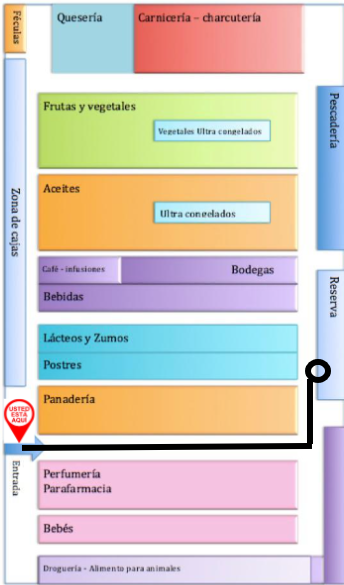 Féculas
Quesería
Carnicería – charcutería
Frutas y vegetales
Vegetales Ultra congelados
Pescadería
Aceites
Ultra congelados
Zona de cajas
Café - infusiones
Bodegas
Bebidas
Reserva
Lácteos y Zumos
Postres
Panadería
USTED
ESTÁ
AQUÍ
Entrada
Perfumería
Parafarmacia
Bebés
Droguería - Alimento para animales